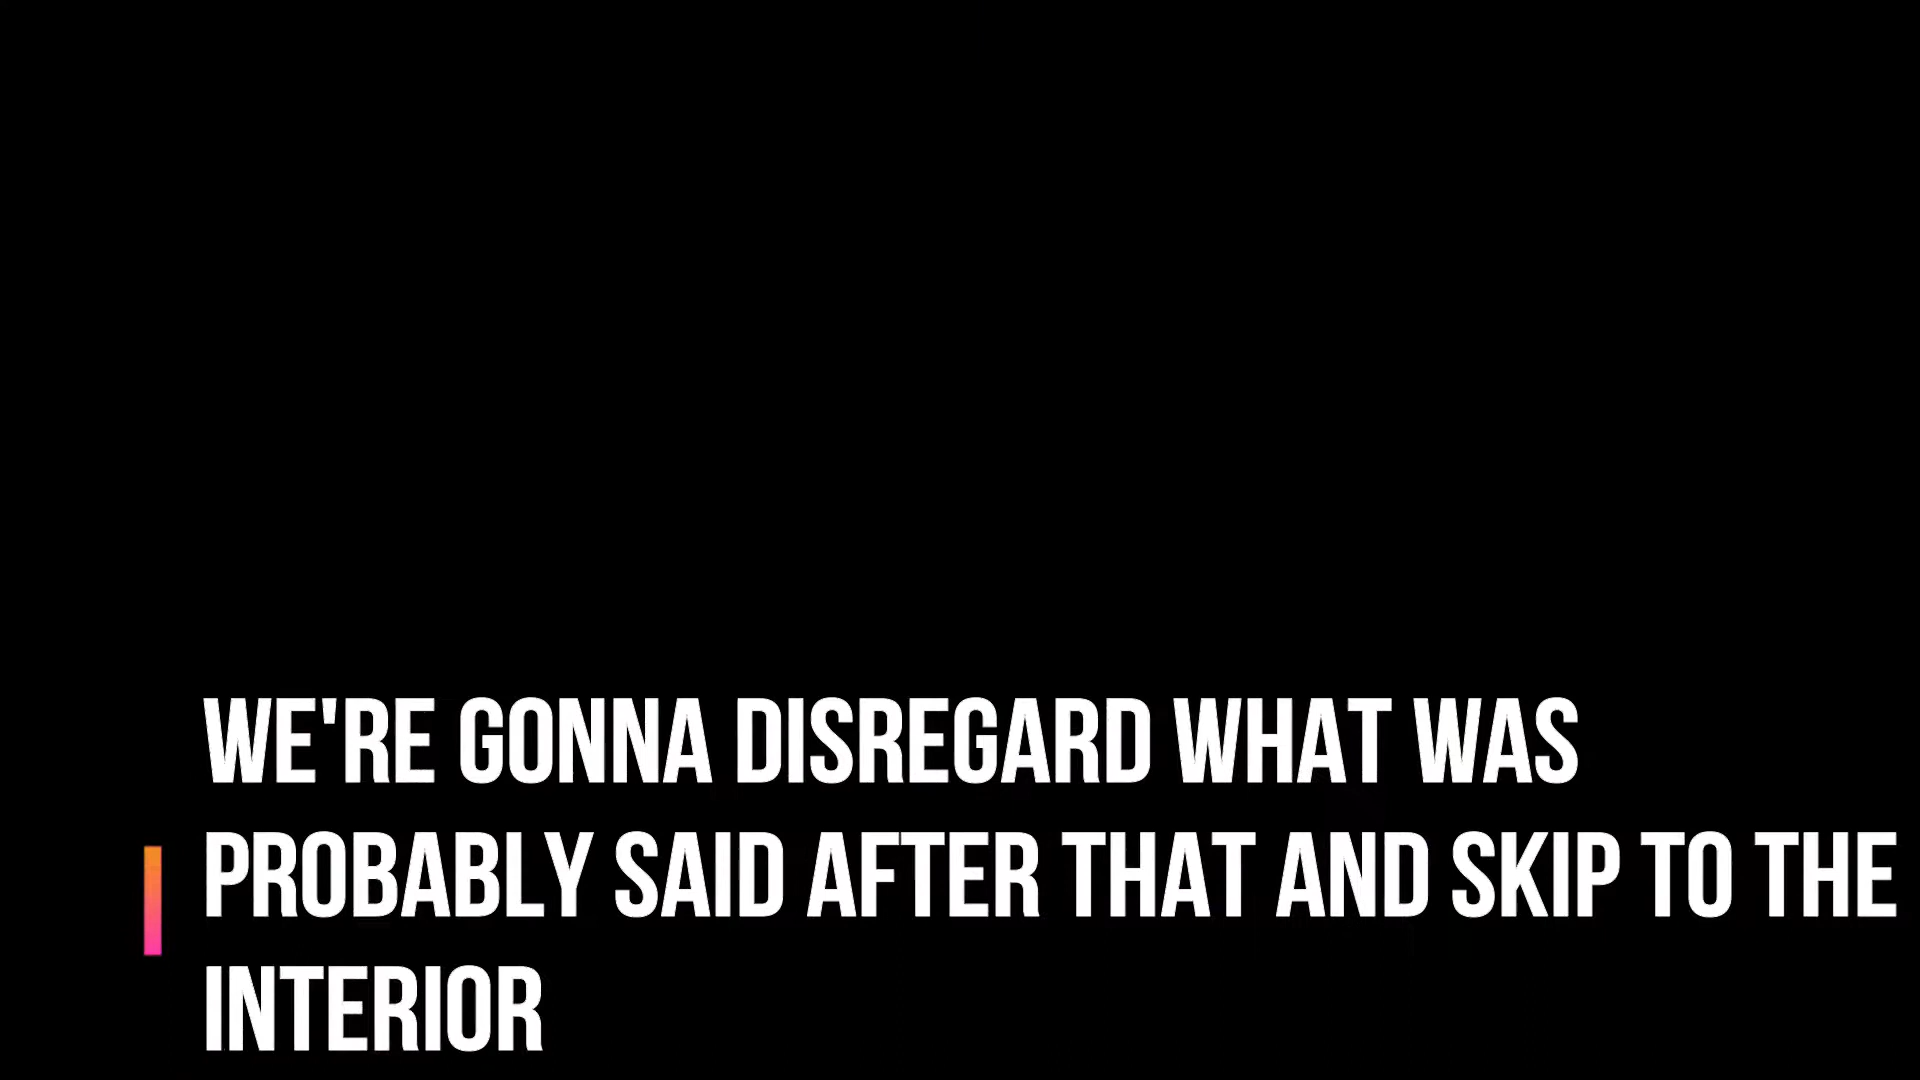 WE'RE GONNA DISREGARD WHAT WAS
PROBABLY SAID AFTER THAT AND SKIP TO THE
INTERIOR